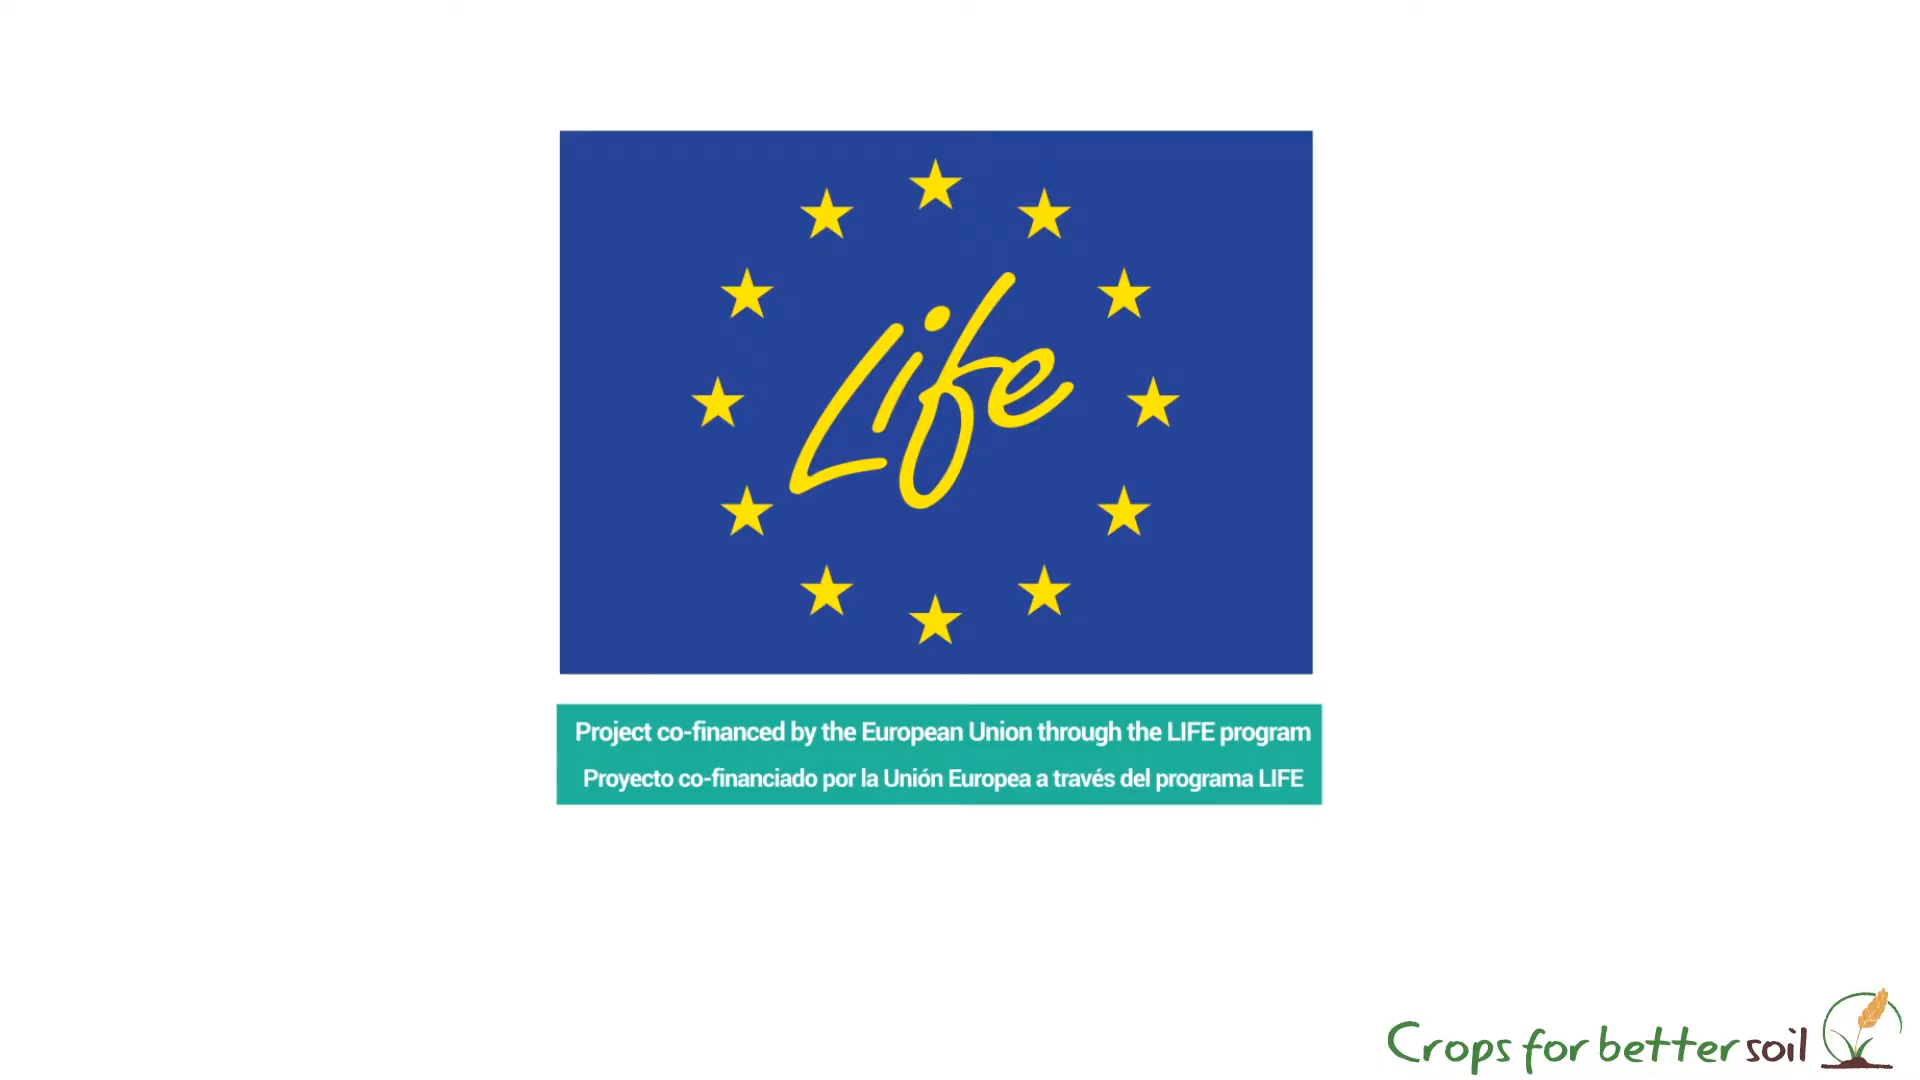 Life
Project co-financed by the European Union through the LIFE program
Proyecto co-financiado por la Unión Europea a través del programa LIFE
Crops for better soil